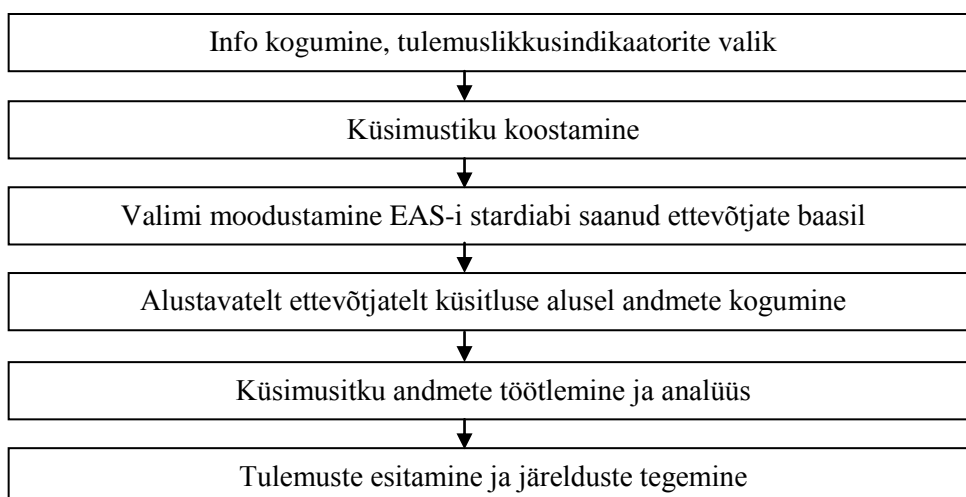 Info kogumine, tulemuslikkusindikaatorite valik
Küsimustiku koostamine
Valimi moodustamine EAS-i stardiabi saanud ettevõtjate baasil
Alustavatelt ettevõtjatelt küsitluse alusel andmete kogumine
Küsimusitku andmete töötlemine ja analüüs
Tulemuste esitamine ja järelduste tegemine